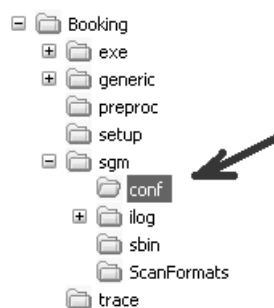 Booking
exe
generic
preproc
setup
sgm
conf
ilog
sbin
ScanFormats
trace